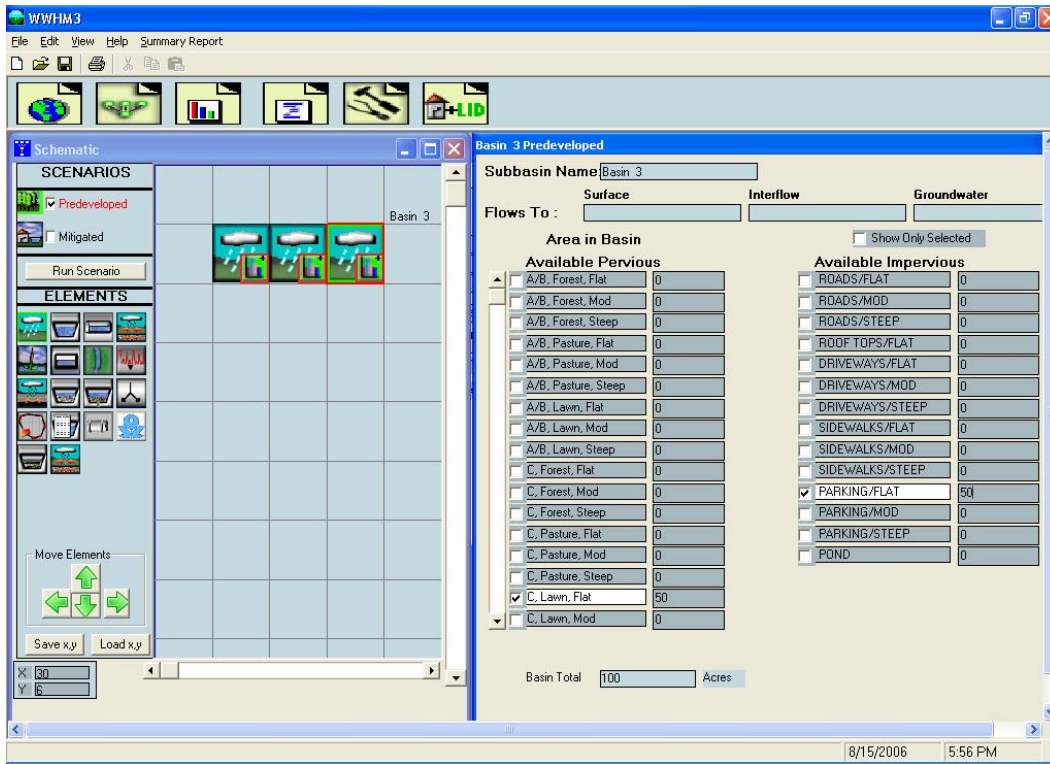 WWHM3
File Edit View Help Summary Report
+LID
Schematic
SCENARIOS
Predeveloped
Mitigated
Run Scenario
ELEMENTS
Move Elements
Save x,y Load x,y
X 30
Y 6
Basin 3
Basin 3 Predeveloped
Subbasin Name: Basin 3
Surface Interflow Groundwater
Flows To :
Area in Basin
Show Only Selected
Available Pervious Available Impervious
A/B, Forest, Flat 0 ROADS/FLAT 0
A/B, Forest, Mod 0 ROADS/MOD 0
A/B, Forest, Steep 0 ROADS/STEEP 0
A/B, Pasture, Flat 0 ROOF TOPS/FLAT 0
A/B, Pasture, Mod 0 DRIVEWAYS/FLAT 0
A/B, Pasture, Steep 0 DRIVEWAYS/MOD 0
A/B, Lawn, Flat 0 DRIVEWAYS/STEEP 0
A/B, Lawn, Mod 0 SIDEWALKS/FLAT 0
A/B, Lawn, Steep 0 SIDEWALKS/MOD 0
C, Forest, Flat 0 SIDEWALKS/STEEP 0
C, Forest, Mod 0 PARKING/FLAT 50
C, Forest, Steep 0 PARKING/MOD 0
C, Pasture, Flat 0 PARKING/STEEP 0
C, Pasture, Mod 0 POND 0
C, Pasture, Steep 0
C, Lawn, Flat 50
C, Lawn, Mod 0
Basin Total 100 Acres
8/15/2006 5:56 PM